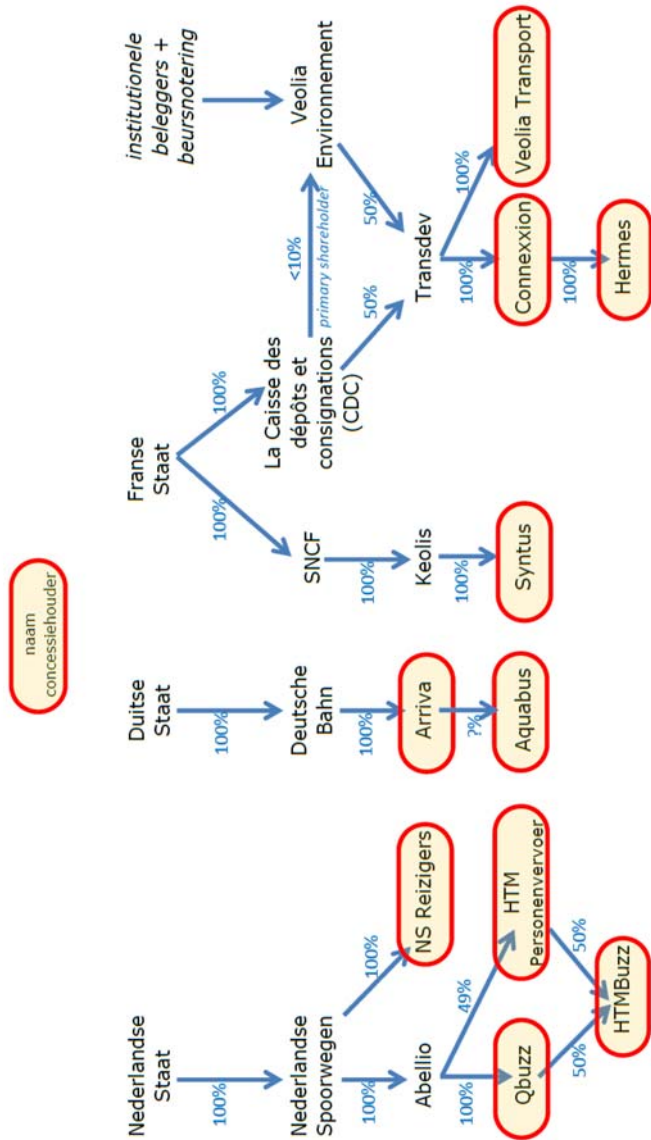 naam
concessiehouder
Nederlandse
Staat
100%
Nederlandse
Spoorwegen
100%
100%
NS Reizigers
Abellio
100%
49%
Qbuzz
HTM
Personenvervoer
50%
50%
HTMBuzz
Duitse
Staat
100%
Deutsche
Bahn
100%
Arriva
?%
Aquabus
Franse
Staat
100%
100%
SNCF
100%
Keolis
100%
Syntus
La Caisse des
dépôts et
consignations
(CDC)
<10%
primary shareholder
institutionele
beleggers +
beursnotering
Veolia
Environnement
50%
50%
Transdev
100%
100%
Connexxion
Veolia Transport
100%
Hermes